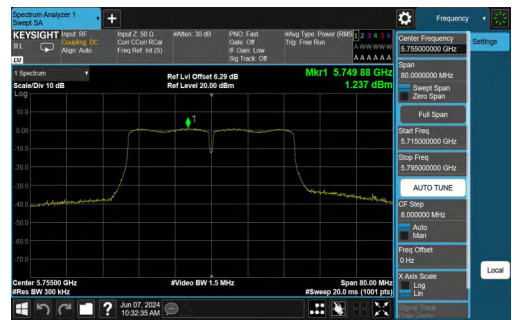 Spectrum Analyzer 1
Swept SA
Frequency
KEYSIGHT
RL
Input: RF
Coupling: DC
Align: Auto
Input Z: 50 Ω
Corr CCorr RCal
Freq Ref: Int (S)
#Atten: 30 dB
PNO: Fast
Gate: Off
IF Gain: Low
Sig Track: Off
#Avg Type: Power (RMS
Trig: Free Run
1 2 3 4 5 6
A W W W W W
A A A A A A
LV
1 Spectrum
Scale/Div 10 dB
Log
Ref Lvl Offset 6.29 dB
Ref Level 20.00 dBm
Mkr1 5.749 88 GHz
1.237 dBm
1
10.0
0.00
-10.0
-20.0
-30.0
-40.0
-50.0
-60.0
-70.0
Center 5.75500 GHz
#Res BW 300 kHz
#Video BW 1.5 MHz
Span 80.00 MHz
#Sweep 20.0 ms (1001 pts)
Center Frequency
5.755000000 GHz
Settings
Span
80.0000000 MHz
Swept Span
Zero Span
Full Span
Start Freq
5.715000000 GHz
Stop Freq
5.795000000 GHz
AUTO TUNE
CF Step
8.000000 MHz
Auto
Man
Freq Offset
0 Hz
X Axis Scale
Log
Lin
Local
Signal Track
Jun 07, 2024
10:32:35 AM